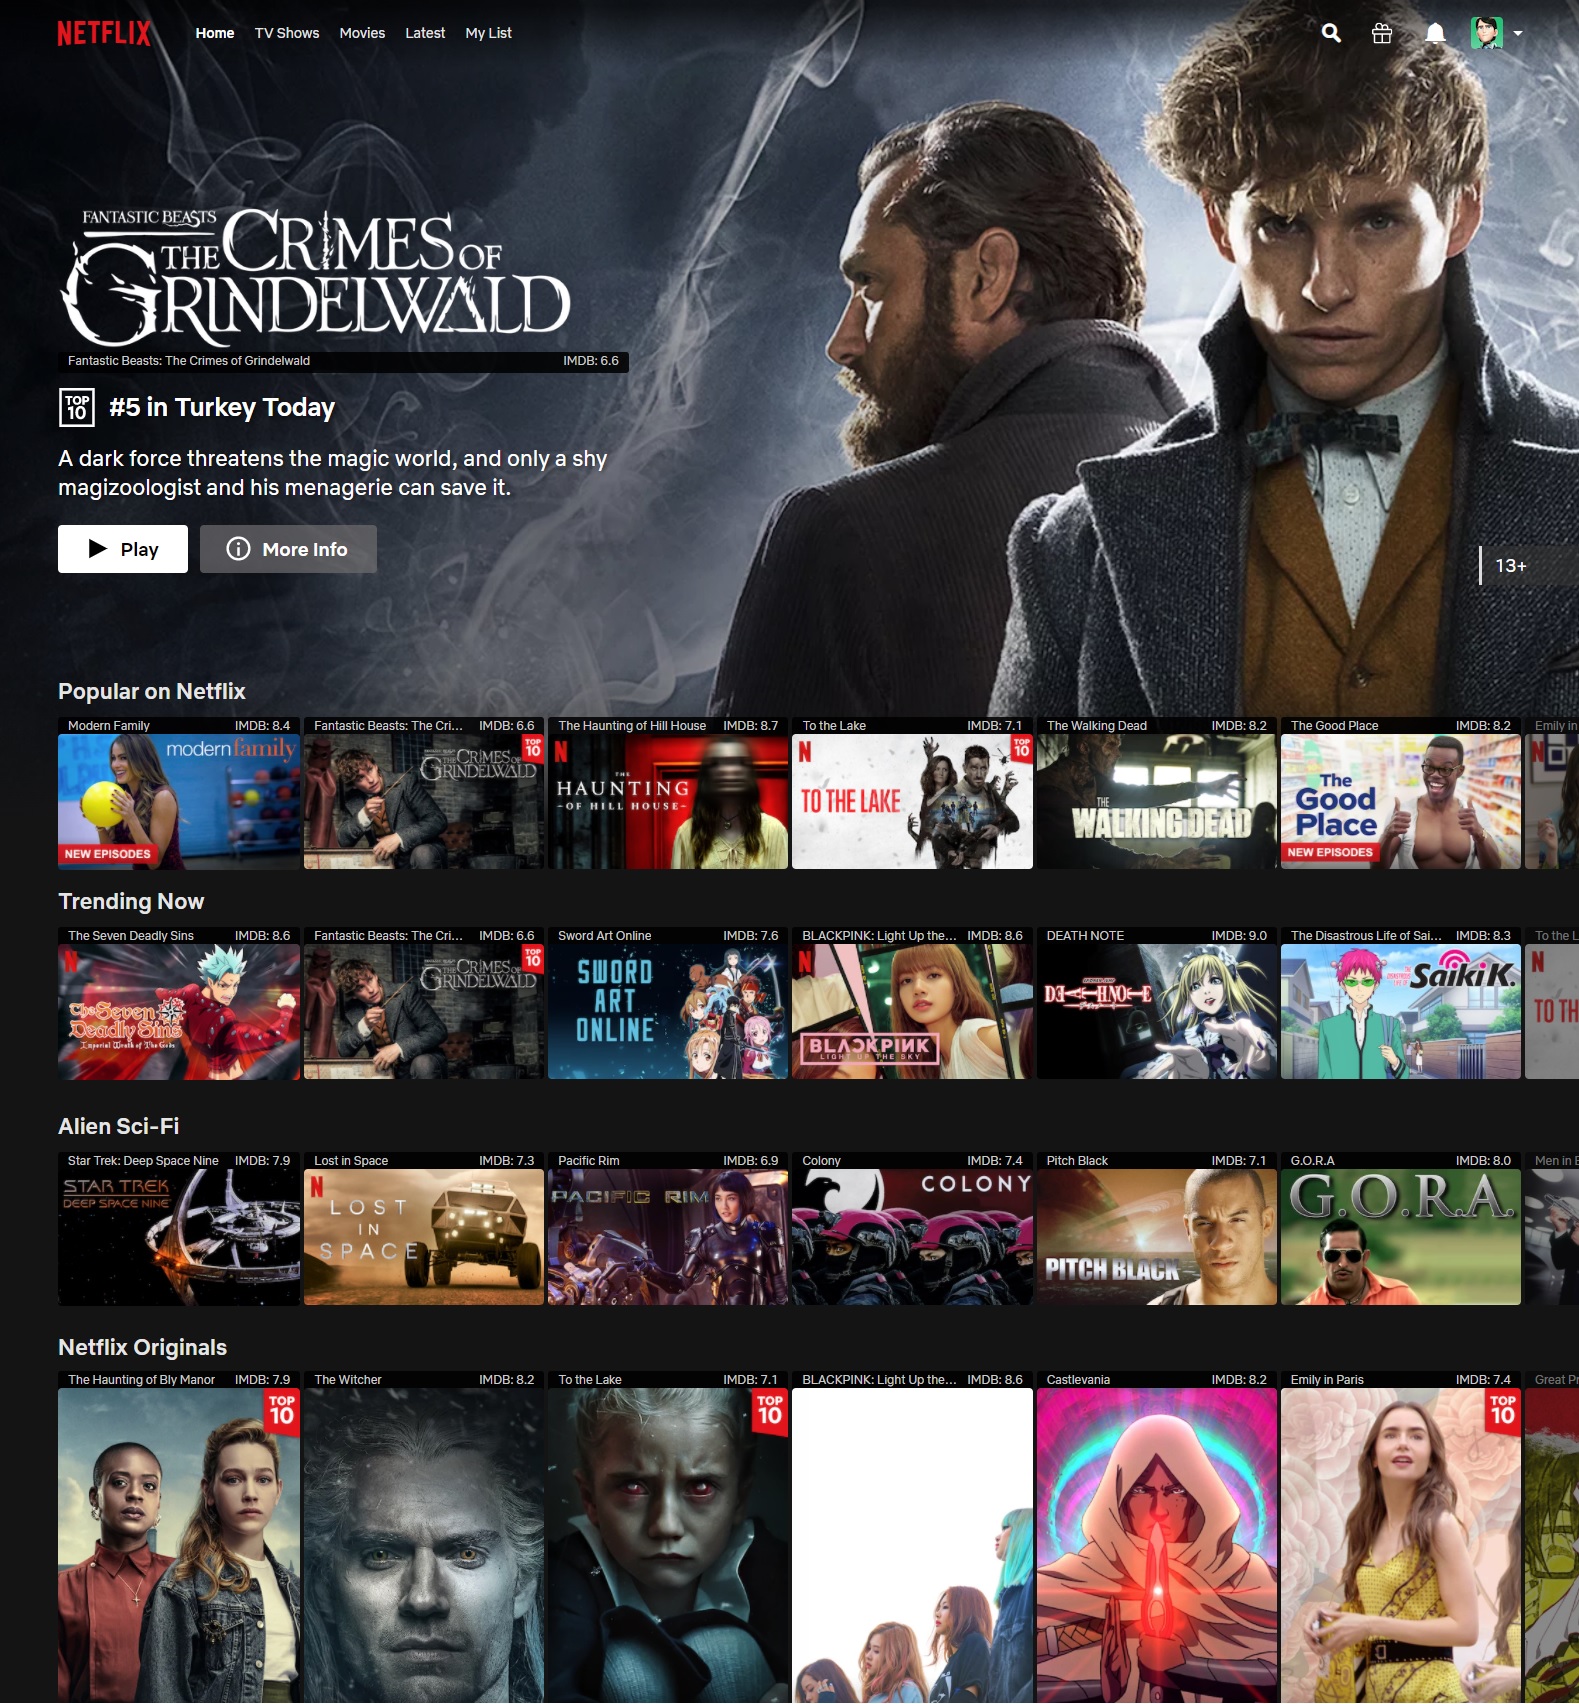 NETFLIX
Home TV Shows Movies Latest My List
FANTASTIC BEASTS
THE CRIMES OF
GRINDELWALD
Fantastic Beasts: The Crimes of Grindelwald IMDB: 6.6
TOP 10 #5 in Turkey Today
A dark force threatens the magic world, and only a shy
magizoologist and his menagerie can save it.
Play More Info
13+
Popular on Netflix
Modern Family IMDB: 8.4 Fantastic Beasts: The Cri... IMDB: 6.6 The Haunting of Hill House IMDB: 8.7 To the Lake IMDB: 7.1 The Walking Dead IMDB: 8.2 The Good Place IMDB: 8.2 Emily in
modern family
NEW EPISODES
THE CRIMES OF
GRINDELWALD
TOP 10
N
THE
HAUNTING
-OF HILL HOUSE-
N
TO THE LAKE
TOP 10
THE
WALKING DEAD
N
The
Good
Place
NEW EPISODES
N
Trending Now
The Seven Deadly Sins IMDB: 8.6 Fantastic Beasts: The Cri... IMDB: 6.6 Sword Art Online IMDB: 7.6 BLACKPINK: Light Up the... IMDB: 8.6 DEATH NOTE IMDB: 9.0 The Disastrous Life of Sai... IMDB: 8.3 To the L
N
The Seven
Deadly Sins
Imperial Wrath of The Gods
THE CRIMES OF
GRINDELWALD
TOP 10
SWORD
ART
ONLINE
N
BLACKPINK
LIGHT UP THE SKY
DEATH NOTE
Saiki K.
N
TO TH
Alien Sci-Fi
Star Trek: Deep Space Nine IMDB: 7.9 Lost in Space IMDB: 7.3 Pacific Rim IMDB: 6.9 Colony IMDB: 7.4 Pitch Black IMDB: 7.1 G.O.R.A IMDB: 8.0 Men in B
STAR TREK
DEEP SPACE NINE
N
LOST
IN
SPACE
PACIFIC RIM
COLONY
PITCH BLACK
G.O.R.A.
Netflix Originals
The Haunting of Bly Manor IMDB: 7.9 The Witcher IMDB: 8.2 To the Lake IMDB: 7.1 BLACKPINK: Light Up the... IMDB: 8.6 Castlevania IMDB: 8.2 Emily in Paris IMDB: 7.4 Great Pr
TOP 10
TOP 10
TOP 10